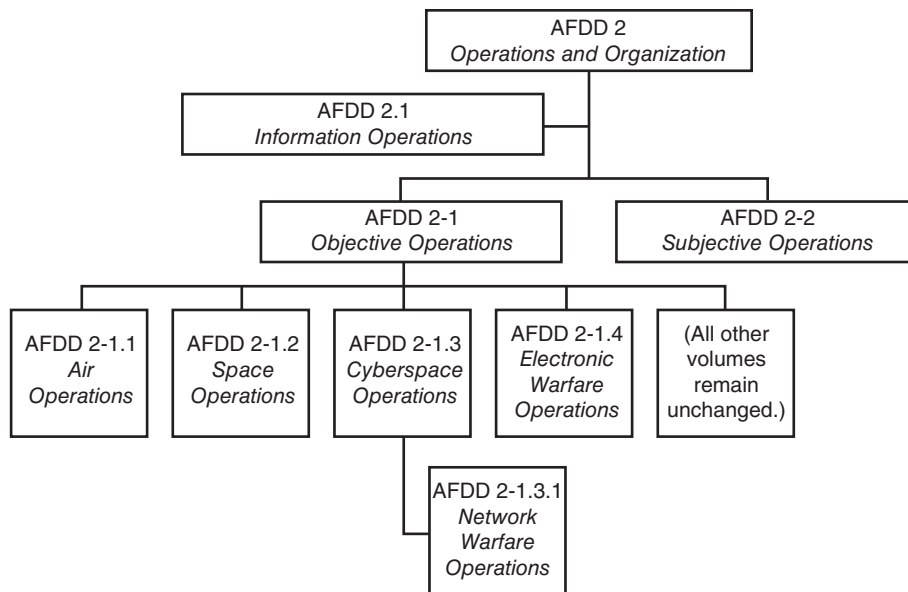 AFDD 2
Operations and Organization
AFDD 2.1
Information Operations
AFDD 2-1
Objective Operations
AFDD 2-2
Subjective Operations
AFDD 2-1.1
Air
Operations
AFDD 2-1.2
Space
Operations
AFDD 2-1.3
Cyberspace
Operations
AFDD 2-1.4
Electronic
Warfare
Operations
(All other
volumes
remain
unchanged.)
AFDD 2-1.3.1
Network
Warfare
Operations